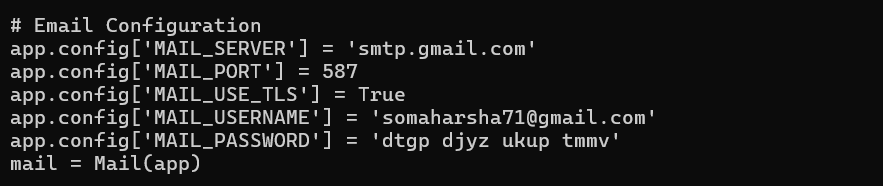 # Email Configuration
app.config['MAIL_SERVER'] = 'smtp.gmail.com'
app.config['MAIL_PORT'] = 587
app.config['MAIL_USE_TLS'] = True
app.config['MAIL_USERNAME'] = 'somaharsha71@gmail.com'
app.config['MAIL_PASSWORD'] = 'dtgp djyz ukup tmmv'
mail = Mail(app)